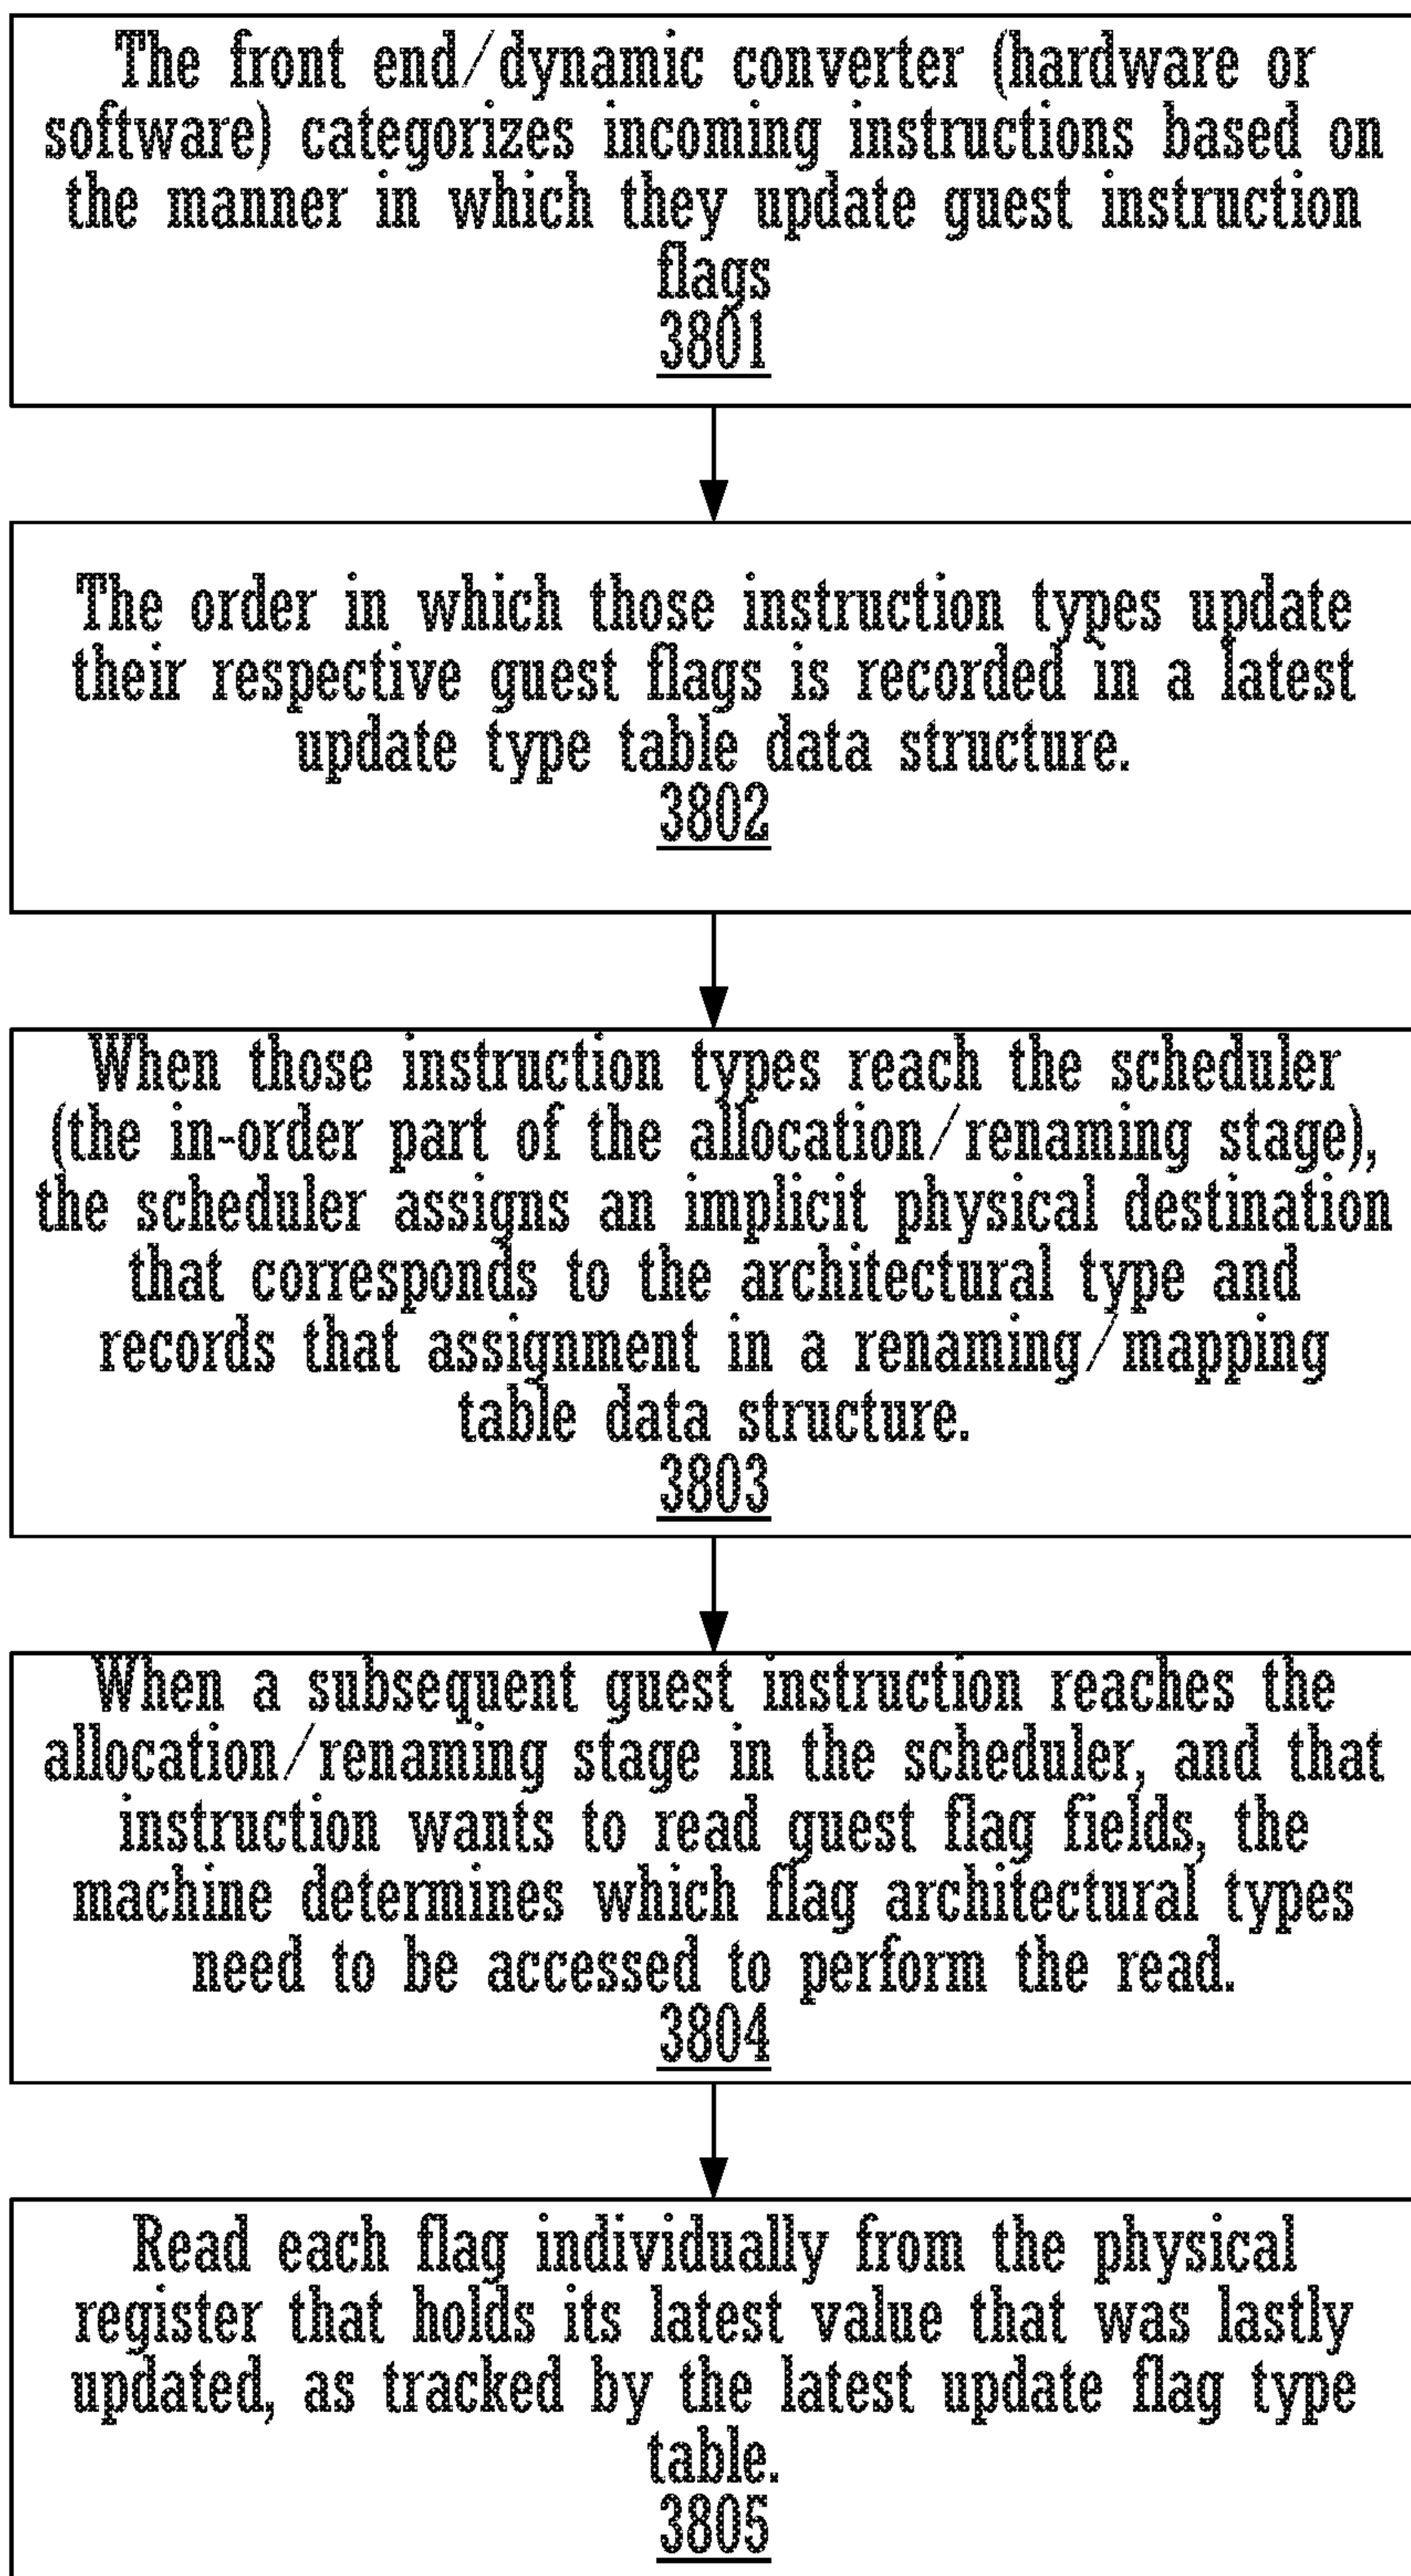 The front end/dynamic converter (hardware or
software) categorizes incoming instructions based on
the manner in which they update guest instruction
flags
3801
The order in which those instruction types update
their respective guest flags is recorded in a latest
update type table data structure.
3802
When those instruction types reach the scheduler
(the in-order part of the allocation/renaming stage),
the scheduler assigns an implicit physical destination
that corresponds to the architectural type and
records that assignment in a renaming/mapping
table data structure.
3803
When a subsequent guest instruction reaches the
allocation/renaming stage in the scheduler, and that
instruction wants to read guest flag fields, the
machine determines which flag architectural types
need to be accessed to perform the read.
3804
Read each flag individually from the physical
register that holds its latest value that was lastly
updated, as tracked by the latest update flag type
table.
3805